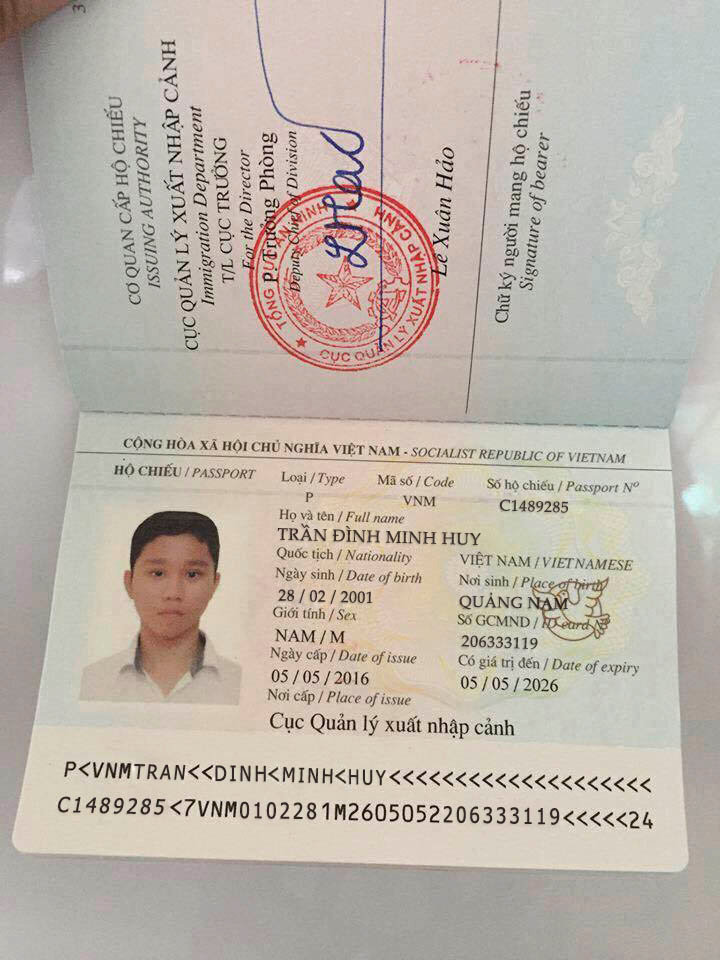 CƠ QUAN CẤP HỘ CHIẾU
ISSUING AUTHORITY
CỤC QUẢN LÝ XUẤT NHẬP CẢNH
Immigration Department
T/L CỤC TRƯỞNG
For the Director
P Trưởng Phòng
Deputy Chief of Division
CỤC QUẢN LÝ XUẤT NHẬP CẢNH
Lê Xuân Hảo
Chữ ký người mang hộ chiếu
Signature of bearer
CỘNG HÒA XÃ HỘI CHỦ NGHĨA VIỆT NAM - SOCIALIST REPUBLIC OF VIETNAM
HỘ CHIẾU / PASSPORT Loại / Type Mã số / Code Số hộ chiếu / Passport Nº
P VNM C1489285
Họ và tên / Full name
TRẦN ĐÌNH MINH HUY
Quốc tịch / Nationality VIỆT NAM / VIETNAMESE
Ngày sinh / Date of birth Nơi sinh / Place of birth
28 / 02 / 2001 QUẢNG NAM
Giới tính / Sex Số GCMND / ID card Nº
NAM / M 206333119
Ngày cấp / Date of issue Có giá trị đến / Date of expiry
05 / 05 / 2016 05 / 05 / 2026
Nơi cấp / Place of issue
Cục Quản lý xuất nhập cảnh
P<VNMTRAN<<DINH<MINH<HUY<<<<<<<<<<<<<<<<<<<<
C1489285<7VNM0102281M2605052206333119<<<<<24